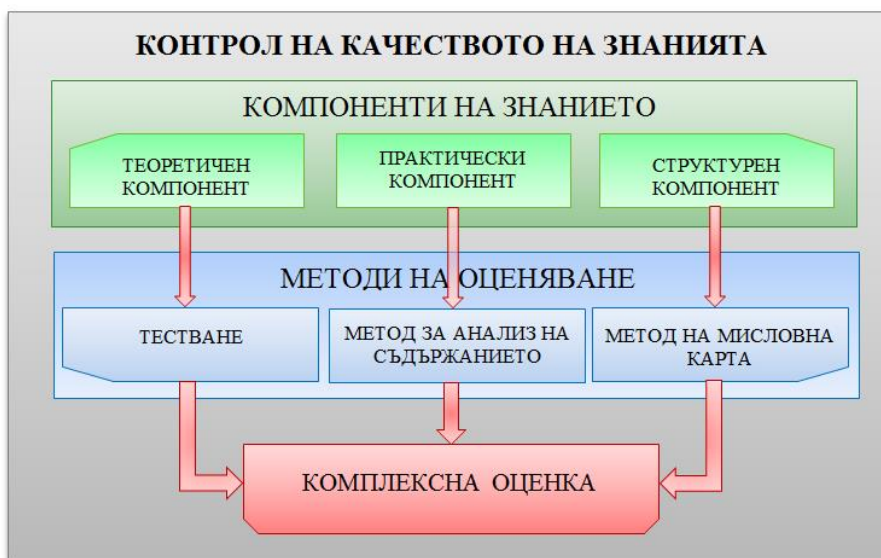 КОНТРОЛ НА КАЧЕСТВОТО НА ЗНАНИЯТА
КОМПОНЕНТИ НА ЗНАНИЕТО
ТЕОРЕТИЧЕН
КОМПОНЕНТ
ПРАКТИЧЕСКИ
КОМПОНЕНТ
СТРУКТУРЕН
КОМПОНЕНТ
МЕТОДИ НА ОЦЕНЯВАНЕ
ТЕСТВАНЕ
МЕТОД ЗА АНАЛИЗ НА
СЪДЪРЖАНИЕТО
МЕТОД НА МИСЛОВНА
КАРТА
КОМПЛЕКСНА ОЦЕНКА